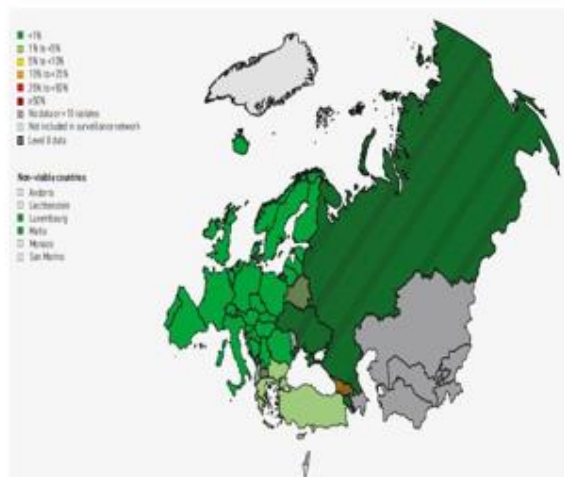 <1%
1% to <5%
5% to <10%
10% to <25%
25% to <50%
≥50%
No data or < 10 isolates
Not included in surveillance network
Level B data
Non-visible countries
Andorra
Liechtenstein
Luxembourg
Malta
Monaco
San Marino